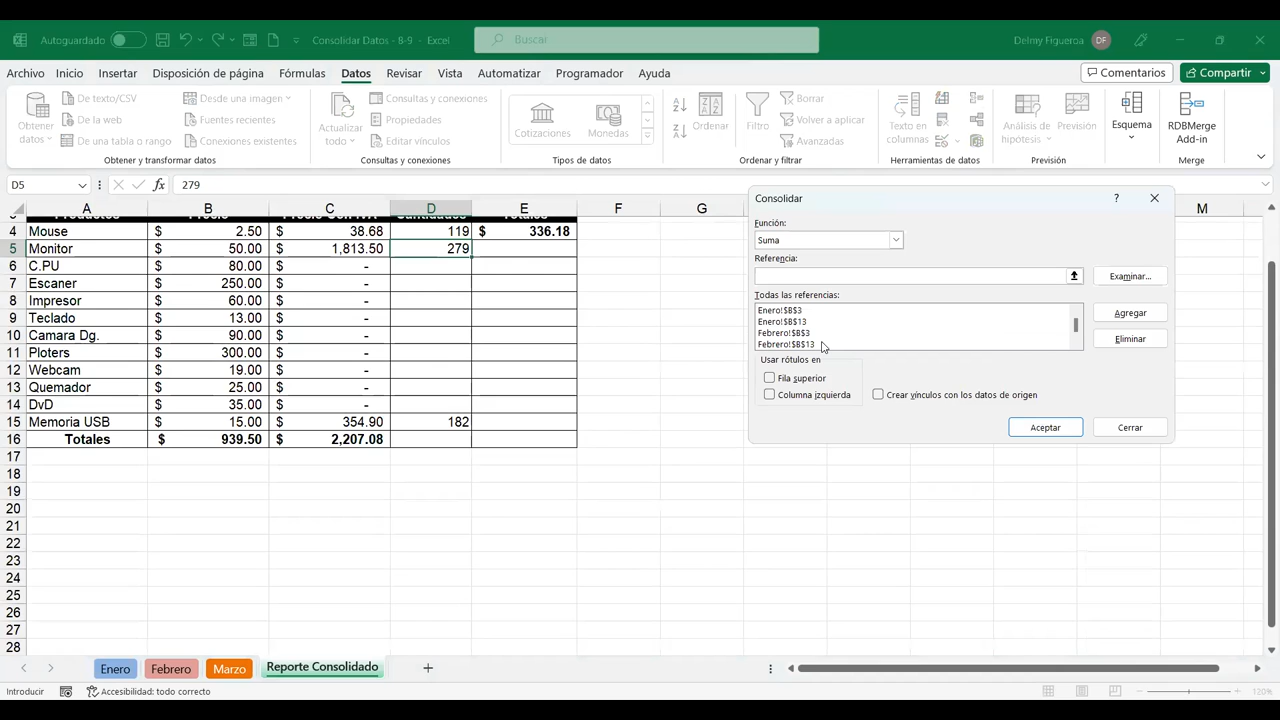 Autoguardado
Consolidar Datos - 8-9 - Excel
Buscar
Delmy Figueroa DF
Archivo Inicio Insertar Disposición de página Fórmulas Datos Revisar Vista Automatizar Programador Ayuda
Comentarios Compartir
Obtener datos
De texto/CSV
De la web
De una tabla o rango
Desde una imagen
Fuentes recientes
Conexiones existentes
Obtener y transformar datos
Actualizar todo
Consultas y conexiones
Propiedades
Editar vínculos
Consultas y conexiones
Cotizaciones Monedas
Tipos de datos
Ordenar
Filtro
Borrar
Volver a aplicar
Avanzadas
Ordenar y filtrar
Texto en columnas
Herramientas de datos
Análisis de hipótesis
Previsión
Previsión
Esquema
RDBMerge Add-in
Merge
D5 fx 279
A B C D E F G M
4 Mouse $ 2.50 $ 38.68 119 $ 336.18
5 Monitor $ 50.00 $ 1,813.50 279
6 C.PU $ 80.00 $ -
7 Escaner $ 250.00 $ -
8 Impresor $ 60.00 $ -
9 Teclado $ 13.00 $ -
10 Camara Dg. $ 90.00 $ -
11 Ploters $ 300.00 $ -
12 Webcam $ 19.00 $ -
13 Quemador $ 25.00 $ -
14 DvD $ 35.00 $ -
15 Memoria USB $ 15.00 $ 354.90 182
16 Totales $ 939.50 $ 2,207.08
17
18
19
20
21
22
23
24
25
26
27
28
Consolidar ?
Función:
Suma
Referencia:
Examinar...
Todas las referencias:
Enero!$B$3
Enero!$B$13
Febrero!$B$3
Febrero!$B$13
Agregar
Eliminar
Usar rótulos en
Fila superior
Columna izquierda
Crear vínculos con los datos de origen
Aceptar Cerrar
Enero Febrero Marzo Reporte Consolidado
Introducir Accesibilidad: todo correcto 120%